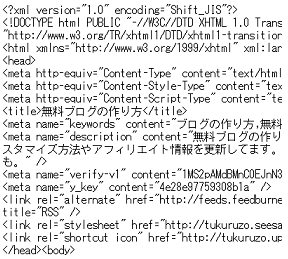 <?xml version="1.0" encoding="Shift_JIS"?>
<!DOCTYPE html PUBLIC "-//W3C//DTD XHTML 1.0 Trans
"http://www.w3.org/TR/xhtml1/DTD/xhtml1-transition
<html xmlns="http://www.w3.org/1999/xhtml" xml:lan
<head>
<meta http-equiv="Content-Type" content="text/html
<meta http-equiv="Content-Style-Type" content="tex
<meta http-equiv="Content-Script-Type" content="te
<title>無料ブログの作り方</title>
<meta name="keywords" content="ブログの作り方,無料
<meta name="description" content="無料ブログの作り
スタマイズ方法やアフィリエイト情報を更新してます。
も。" />
<meta name="verify-v1" content="1MS2pAMdBMnC0EJnN3
<meta name="y_key" content="4e28e97759308b1a" />
<link rel="alternate" href="http://feeds.feedburne
title="RSS" />
<link rel="stylesheet" href="http://tukuruzo.seesa
<link rel="shortcut icon" href="http://tukuruzo.up
</head><body>